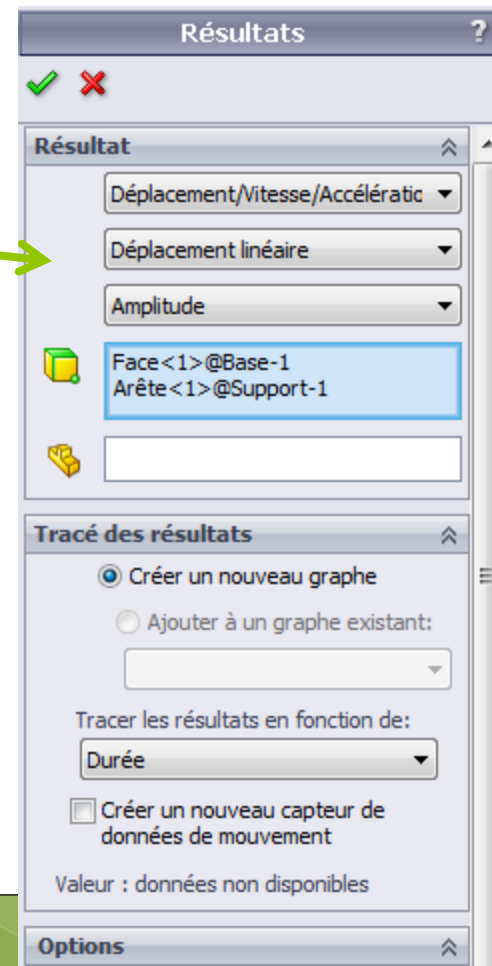 Résultats ?
Résultat
Déplacement/Vitesse/Accélératic
Déplacement linéaire
Amplitude
Face<1>@Base-1
Arête<1>@Support-1
Tracé des résultats
Créer un nouveau graphe
Ajouter à un graphe existant:
Tracer les résultats en fonction de:
Durée
Créer un nouveau capteur de
données de mouvement
Valeur : données non disponibles
Options